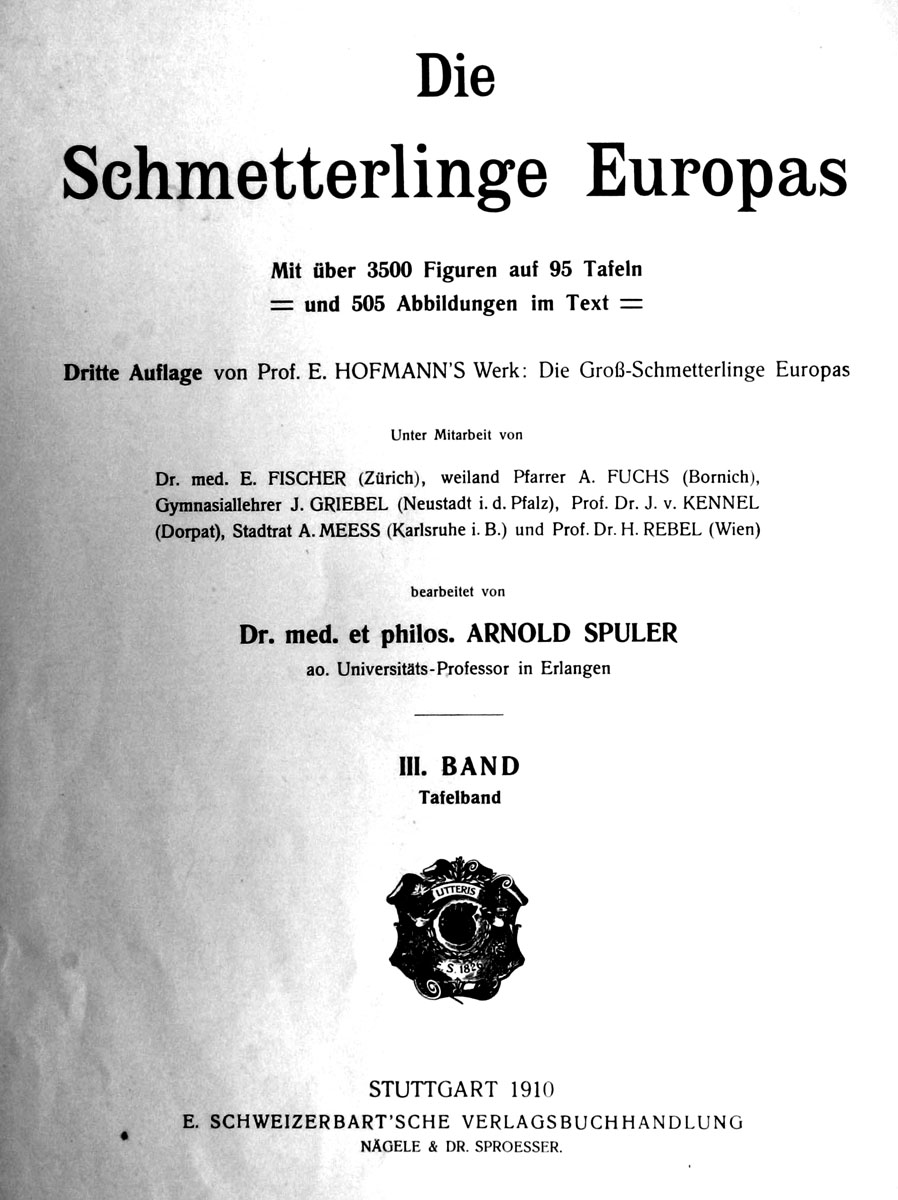 Die
Schmetterlinge Europas
Mit über 3500 Figuren auf 95 Tafeln
= und 505 Abbildungen im Text =
Dritte Auflage von Prof. E. HOFMANN'S Werk: Die Groß-Schmetterlinge Europas
Unter Mitarbeit von
Dr. med. E. FISCHER (Zürich), weiland Pfarrer A. FUCHS (Bornich),
Gymnasiallehrer J. GRIEBEL (Neustadt i. d. Pfalz), Prof. Dr. J. v. KENNEL
(Dorpat), Stadtrat A. MEESS (Karlsruhe i. B.) und Prof. Dr. H. REBEL (Wien)
bearbeitet von
Dr. med. et philos. ARNOLD SPULER
ao. Universitäts-Professor in Erlangen
III. BAND
Tafelband
UTTERIS
S. 1826
STUTTGART 1910
E. SCHWEIZERBART'SCHE VERLAGSBUCHHANDLUNG
NÄGELE & DR. SPROESSER.